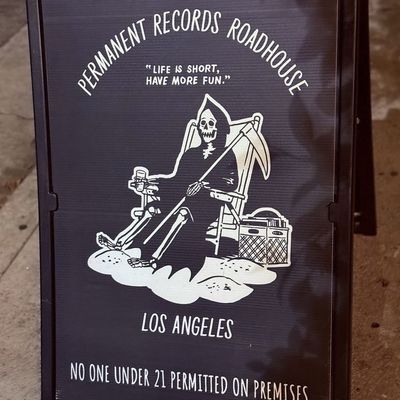 PERMANENT RECORDS ROADHOUSE
"LIFE IS SHORT,
HAVE MORE FUN."
LOS ANGELES
NO ONE UNDER 21 PERMITTED ON PREMISES